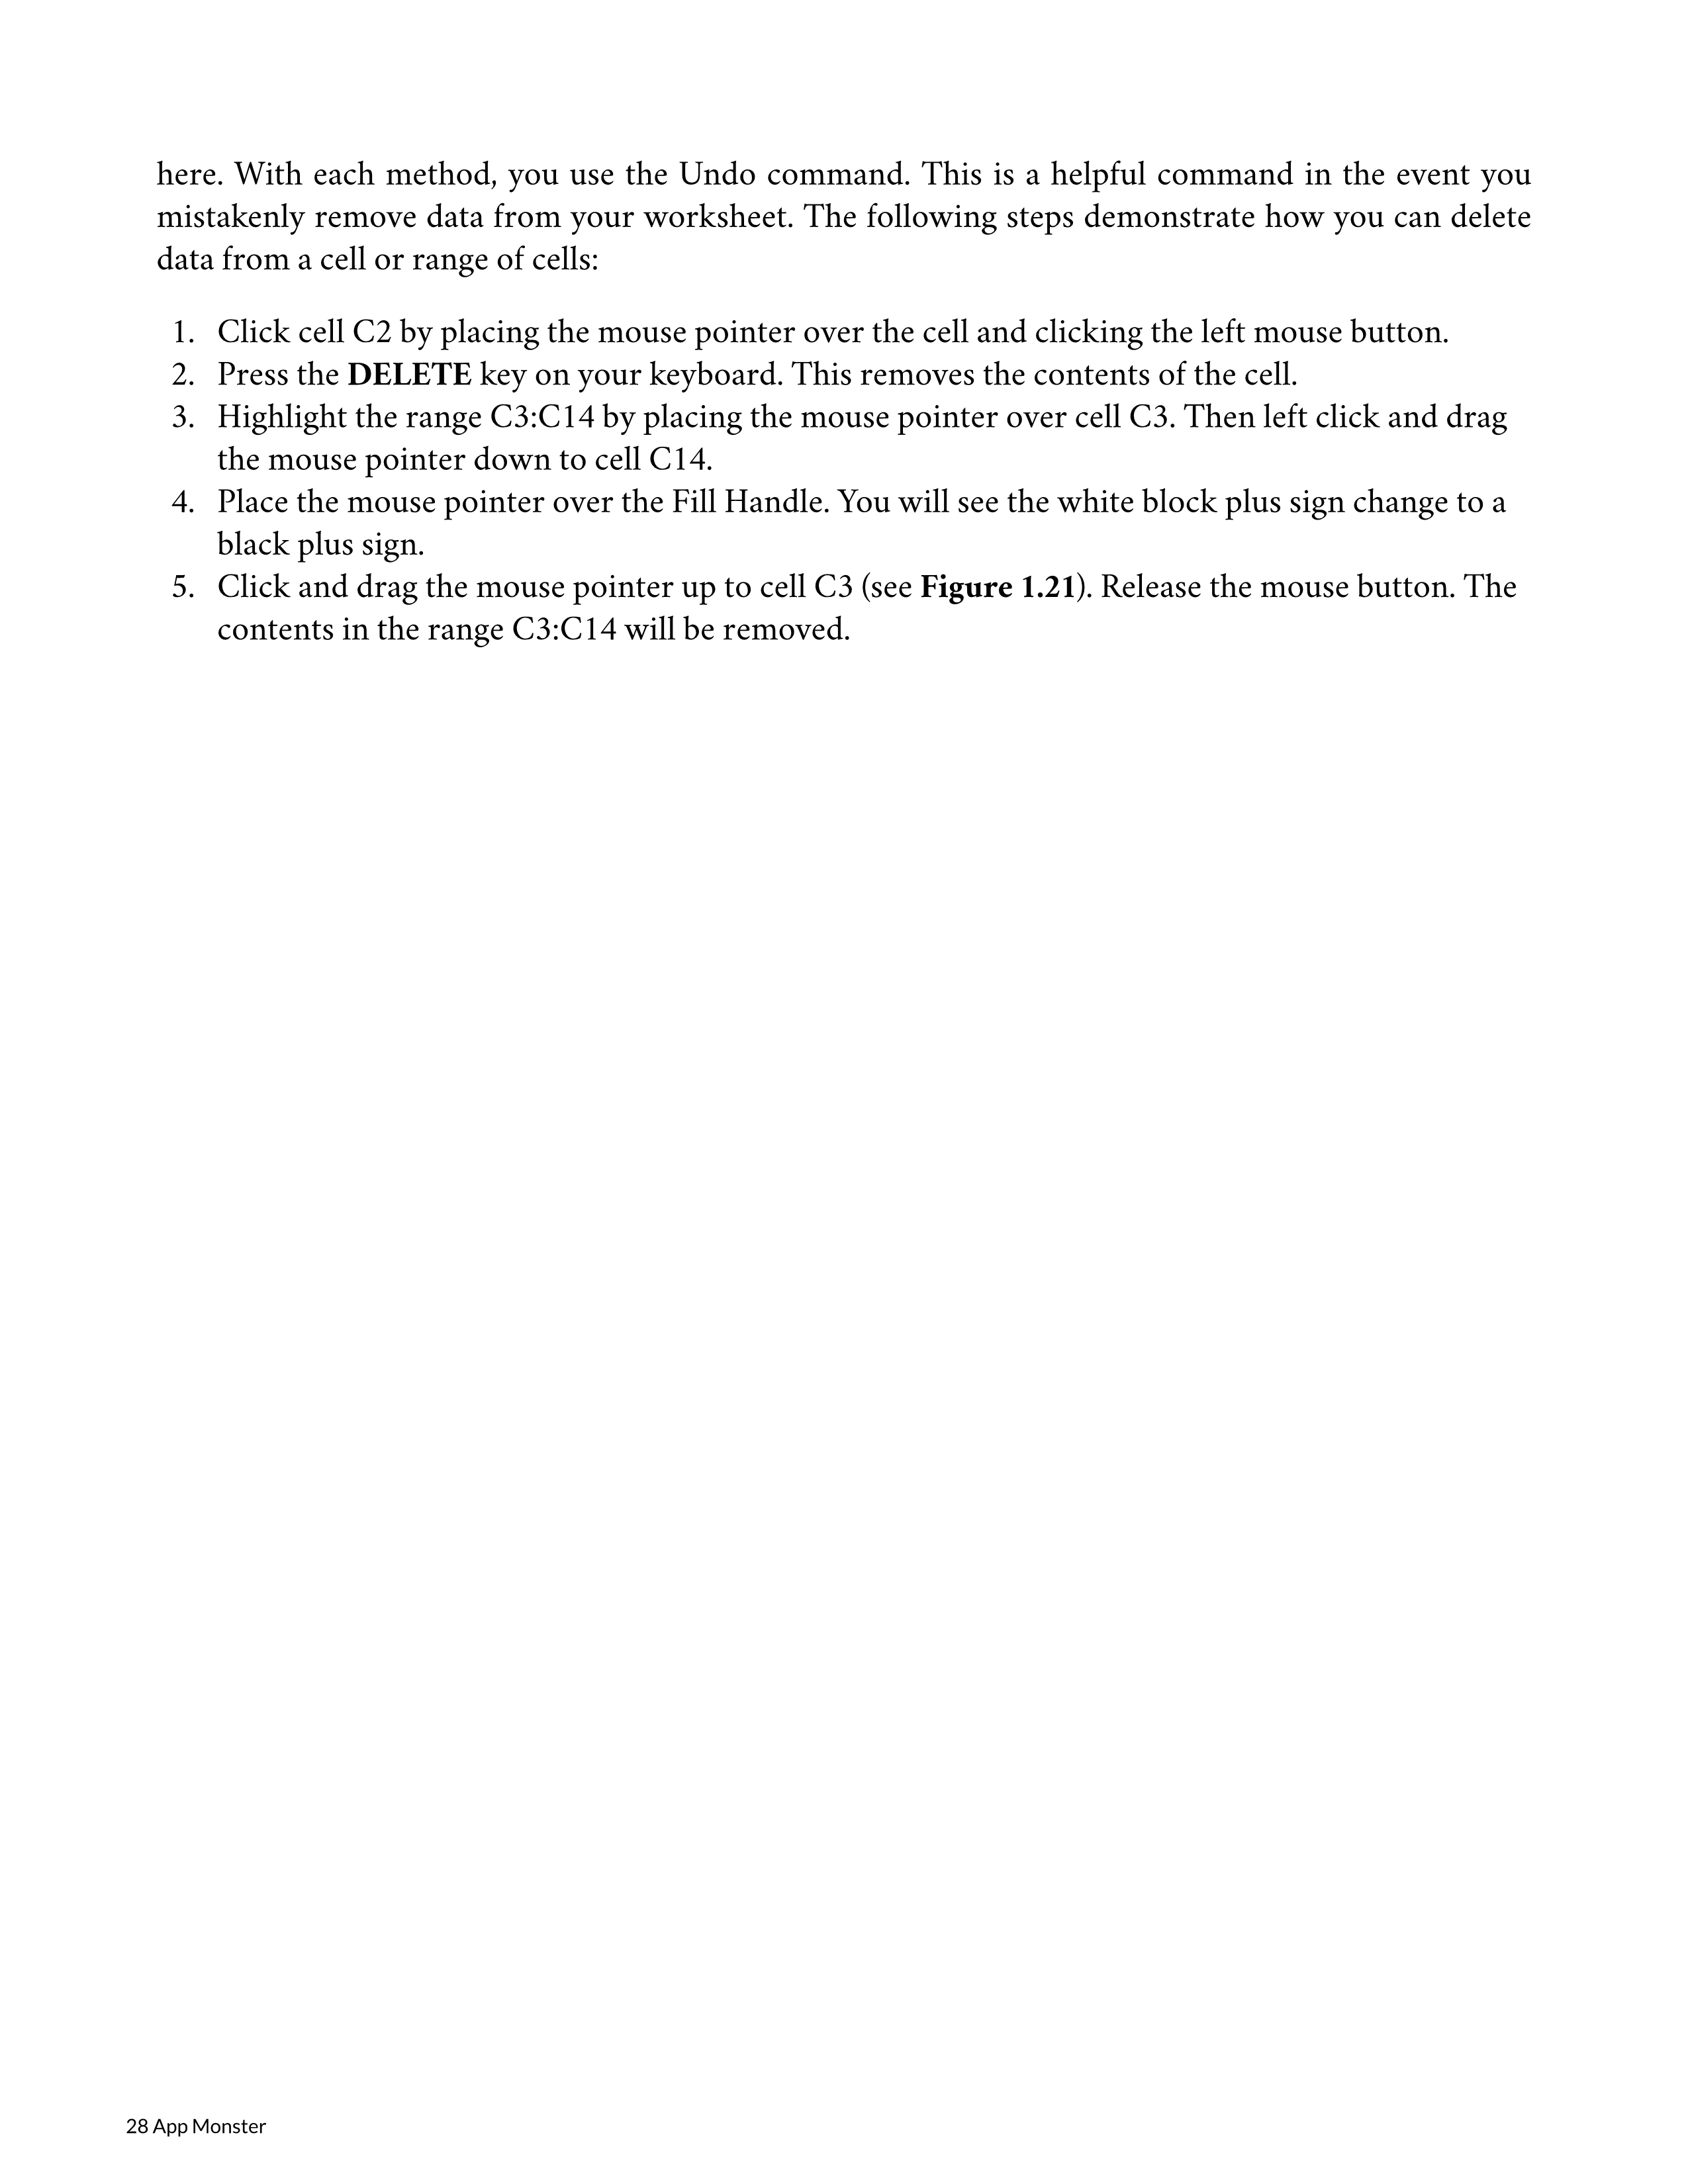 here. With each method, you use the Undo command. This is a helpful command in the event you
mistakenly remove data from your worksheet. The following steps demonstrate how you can delete
data from a cell or range of cells:
1. Click cell C2 by placing the mouse pointer over the cell and clicking the left mouse button.
2. Press the DELETE key on your keyboard. This removes the contents of the cell.
3. Highlight the range C3:C14 by placing the mouse pointer over cell C3. Then left click and drag
the mouse pointer down to cell C14.
4. Place the mouse pointer over the Fill Handle. You will see the white block plus sign change to a
black plus sign.
5. Click and drag the mouse pointer up to cell C3 (see Figure 1.21). Release the mouse button. The
contents in the range C3:C14 will be removed.
28 App Monster